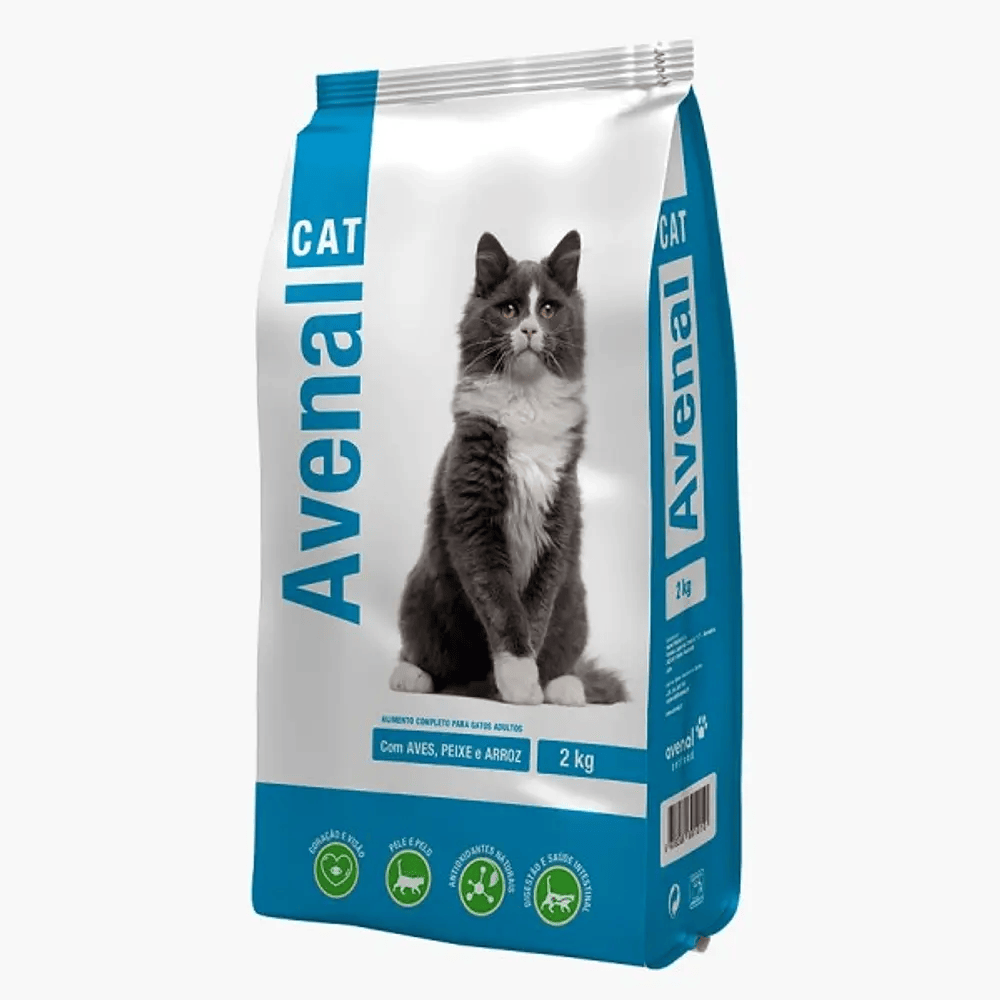 CAT
Avenal
ALIMENTO COMPLETO PARA GATOS ADULTOS
Com AVES, PEIXE e ARROZ
2 kg
CORAÇÃO E VISÃO
PELE E PELO
ANTIOXIDANTES NATURAIS
DIGESTÃO E SAÚDE INTESTINAL
CAT
Avenal
2 kg
avenal
petfood